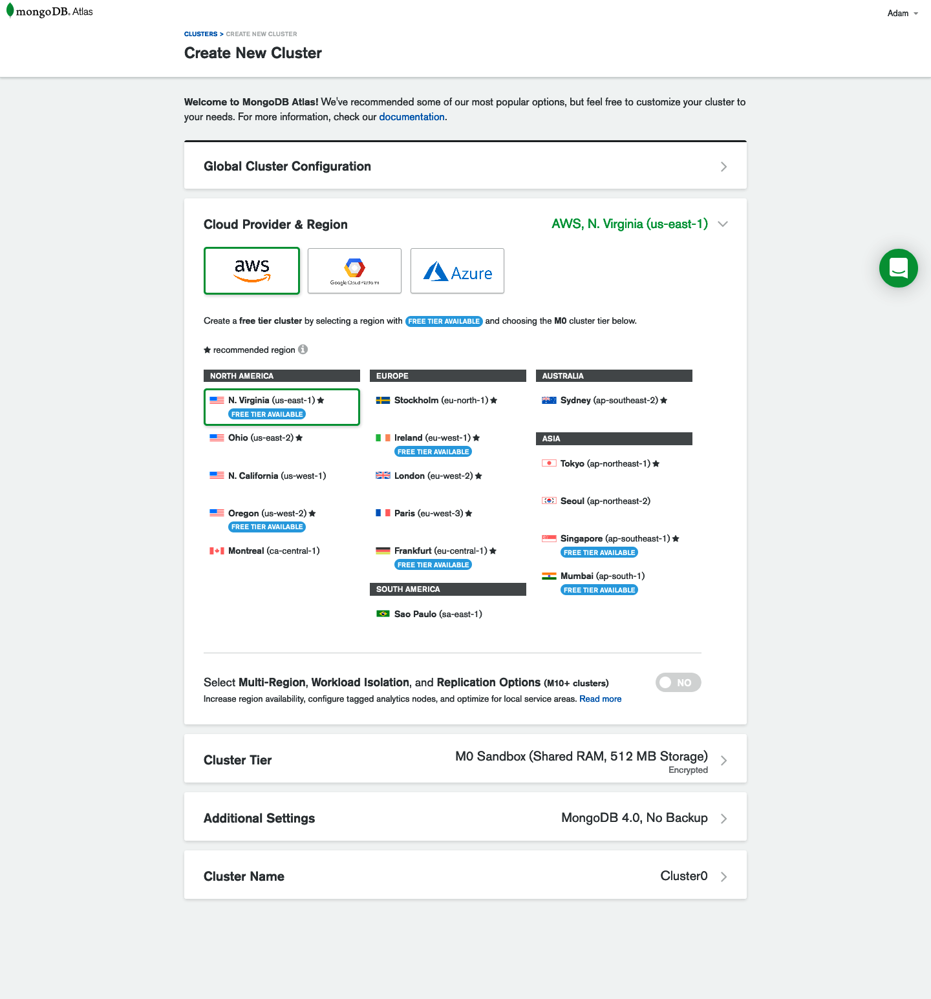 mongoDB. Atlas
Adam
CLUSTERS > CREATE NEW CLUSTER
Create New Cluster
Welcome to MongoDB Atlas! We've recommended some of our most popular options, but feel free to customize your cluster to
your needs. For more information, check our documentation.
Global Cluster Configuration
Cloud Provider & Region
AWS, N. Virginia (us-east-1)
aws
Google Cloud Platform
Azure
Create a free tier cluster by selecting a region with FREE TIER AVAILABLE and choosing the M0 cluster tier below.
★ recommended region
NORTH AMERICA
N. Virginia (us-east-1) ★
FREE TIER AVAILABLE
Ohio (us-east-2) ★
N. California (us-west-1)
Oregon (us-west-2) ★
FREE TIER AVAILABLE
Montreal (ca-central-1)
EUROPE
Stockholm (eu-north-1) ★
Ireland (eu-west-1) ★
FREE TIER AVAILABLE
London (eu-west-2) ★
Paris (eu-west-3) ★
Frankfurt (eu-central-1) ★
FREE TIER AVAILABLE
SOUTH AMERICA
Sao Paulo (sa-east-1)
AUSTRALIA
Sydney (ap-southeast-2) ★
ASIA
Tokyo (ap-northeast-1) ★
Seoul (ap-northeast-2)
Singapore (ap-southeast-1) ★
FREE TIER AVAILABLE
Mumbai (ap-south-1)
FREE TIER AVAILABLE
Select Multi-Region, Workload Isolation, and Replication Options (M10+ clusters)
NO
Increase region availability, configure tagged analytics nodes, and optimize for local service areas. Read more
Cluster Tier
M0 Sandbox (Shared RAM, 512 MB Storage)
Encrypted
Additional Settings
MongoDB 4.0, No Backup
Cluster Name
Cluster0